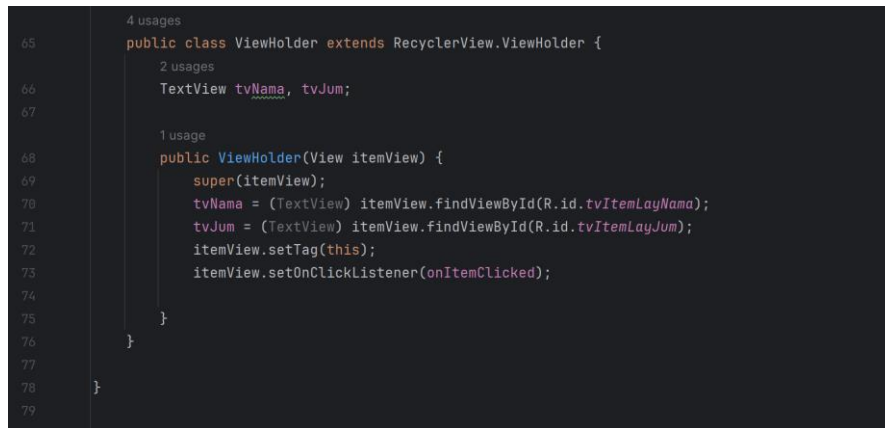 4 usages
65 public class ViewHolder extends RecyclerView.ViewHolder {
2 usages
66 TextView tvNama, tvJum;
67
1 usage
68 public ViewHolder(View itemView) {
69 super(itemView);
70 tvNama = (TextView) itemView.findViewById(R.id.tvItemLayNama);
71 tvJum = (TextView) itemView.findViewById(R.id.tvItemLayJum);
72 itemView.setTag(this);
73 itemView.setOnClickListener(onItemClicked);
74
75 }
76 }
77
78 }
79